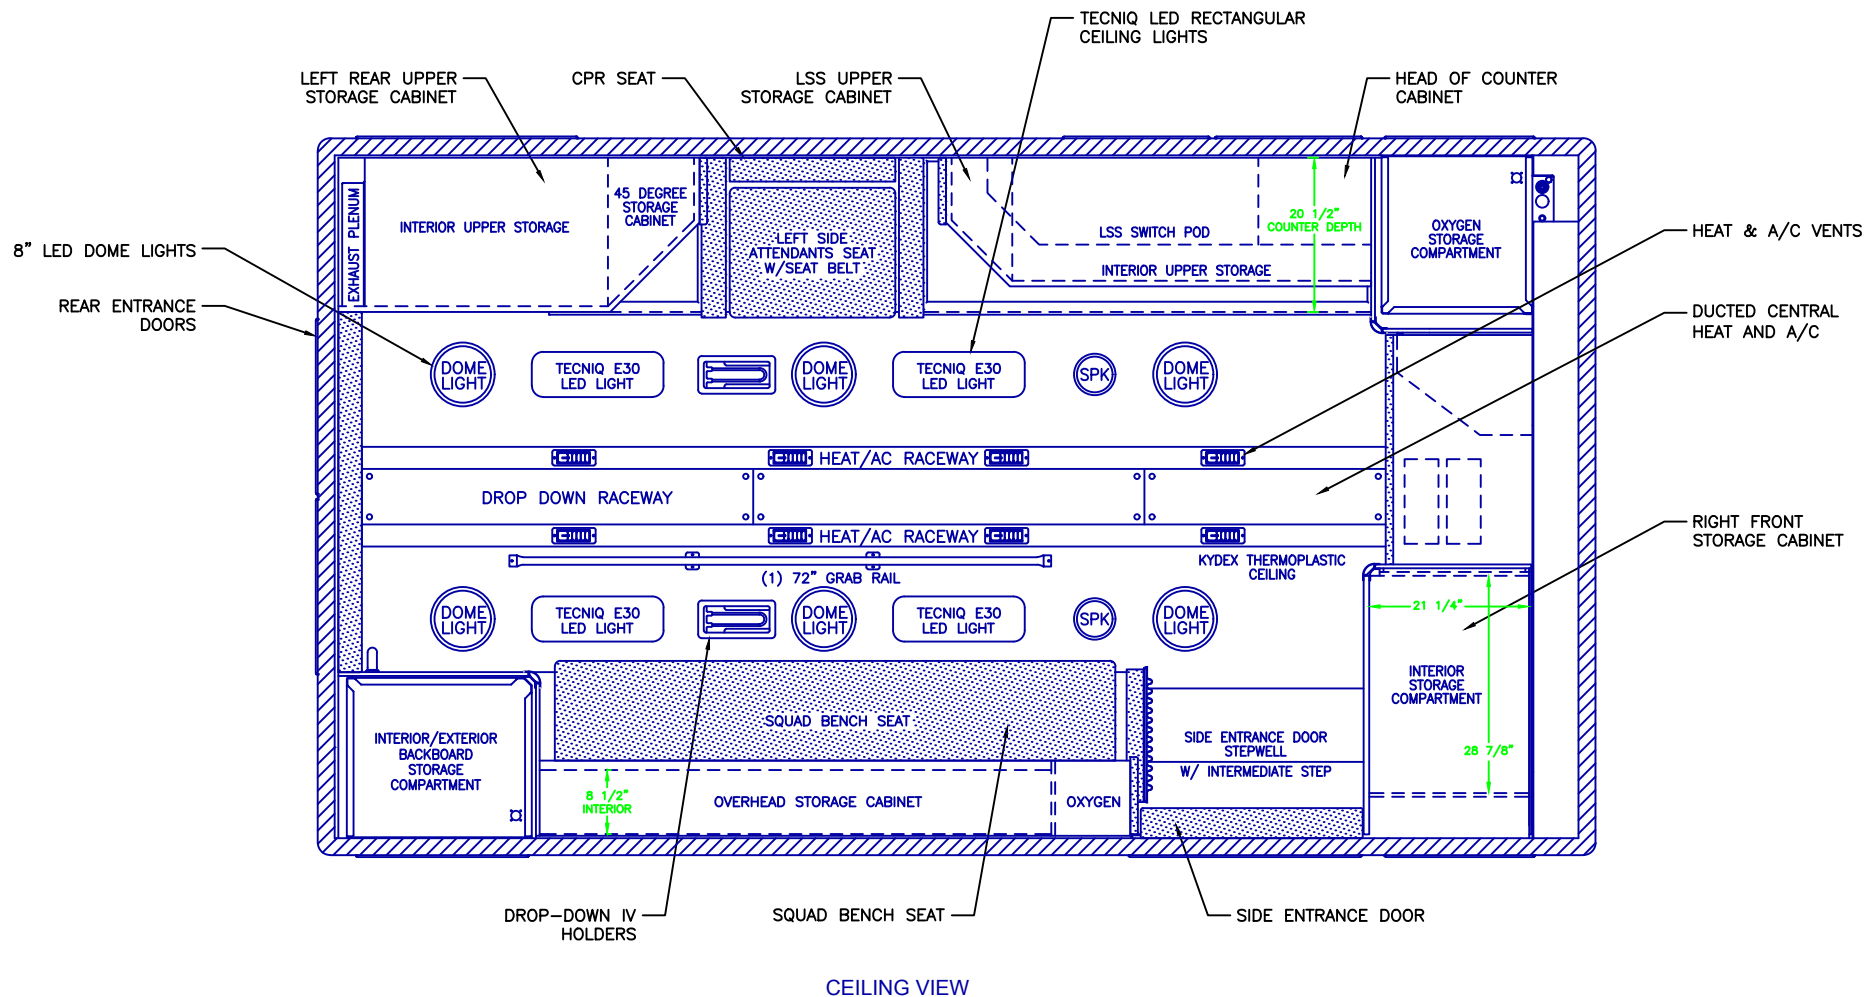 TECNIQ LED RECTANGULAR
CEILING LIGHTS
LEFT REAR UPPER
STORAGE CABINET
CPR SEAT
LSS UPPER
STORAGE CABINET
HEAD OF COUNTER
CABINET
8" LED DOME LIGHTS
REAR ENTRANCE
DOORS
HEAT & A/C VENTS
DUCTED CENTRAL
HEAT AND A/C
RIGHT FRONT
STORAGE CABINET
EXHAUST PLENUM
INTERIOR UPPER STORAGE
45 DEGREE
STORAGE
CABINET
LEFT SIDE
ATTENDANTS SEAT
W/SEAT BELT
LSS SWITCH POD
INTERIOR UPPER STORAGE
20 1/2"
COUNTER DEPTH
OXYGEN
STORAGE
COMPARTMENT
DOME
LIGHT
TECNIQ E30
LED LIGHT
DOME
LIGHT
TECNIQ E30
LED LIGHT
SPK
DOME
LIGHT
HEAT/AC RACEWAY
DROP DOWN RACEWAY
HEAT/AC RACEWAY
(1) 72" GRAB RAIL
KYDEX THERMOPLASTIC
CEILING
DOME
LIGHT
TECNIQ E30
LED LIGHT
DOME
LIGHT
TECNIQ E30
LED LIGHT
SPK
DOME
LIGHT
21 1/4"
INTERIOR
STORAGE
COMPARTMENT
28 7/8"
INTERIOR/EXTERIOR
BACKBOARD
STORAGE
COMPARTMENT
SQUAD BENCH SEAT
SIDE ENTRANCE DOOR
STEPWELL
W/ INTERMEDIATE STEP
8 1/2"
INTERIOR
OVERHEAD STORAGE CABINET
OXYGEN
DROP-DOWN IV
HOLDERS
SQUAD BENCH SEAT
SIDE ENTRANCE DOOR
CEILING VIEW